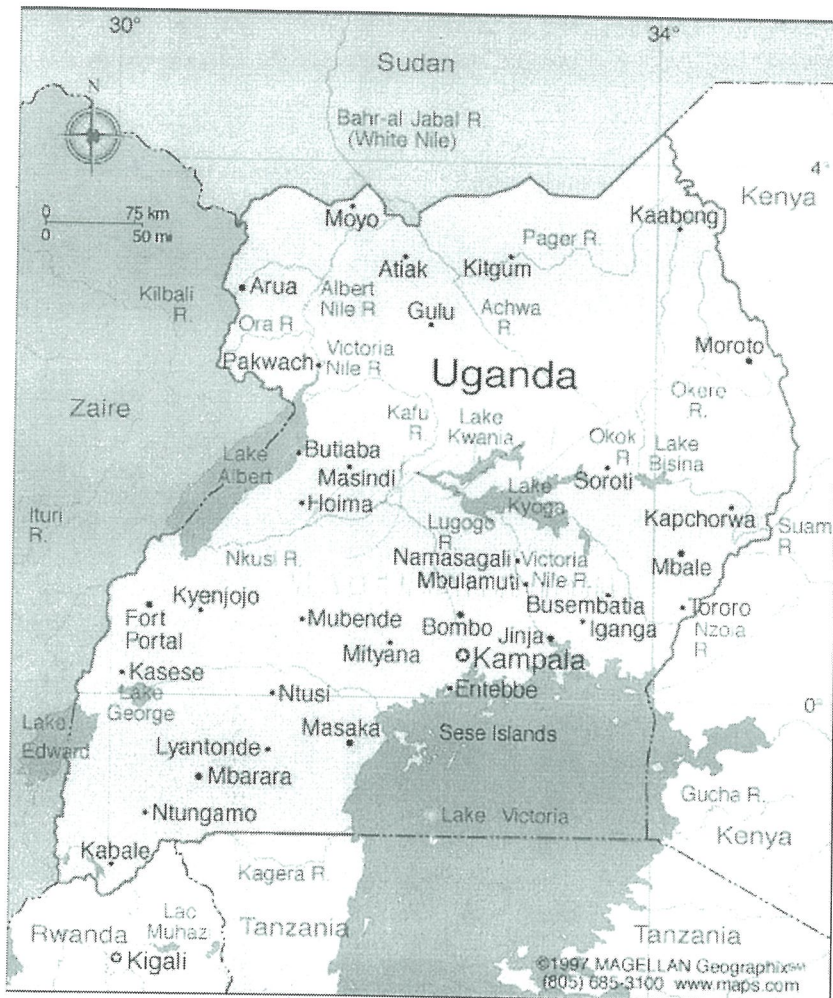 30°
34°
Sudan
N
Bahr-al Jabal R.
(White Nile)
4°
Kenya
0 75 km
0 50 mi
Moyo
Kaabong
Pager R.
Atiak
Kitgum
Arua
Albert
Nile R.
Kilbali
R.
Achwa
R.
Gulu
Ora R.
Pakwach
Victoria
Nile R
Moroto
Uganda
Okere
R.
Zaire
Kafu
R.
Lake
Kwania
Okok
R
Lake
Bisina
Lake
Albert
Butiaba
Masindi
Soroti
Hoima
Lake
Kyoga
Ituri
R.
Lugogo
R.
Kapchorwa
Suam
R
Nkusi R.
Namasagali
Victoria
Nile R.
Mbulamuti
Mbale
Kyenjojo
Fort
Portal
Mubende
Bombo
Busembatia
Tororo
Jinja
Iganga
Nzoia
R
Mityana
Kampala
Kasese
Lake
George
Ntusi
Entebbe
0°
Lake
Edward
Masaka
Sese Islands
Lyantonde
Mbarara
Ntungamo
Lake Victoria
Gucha R.
Kenya
Kabale
Kagera R.
Lac
Muhaz
Rwanda
Tanzania
Tanzania
Kigali
©1997 MAGELLAN Geographix℠
(805) 685-3100 www.maps.com